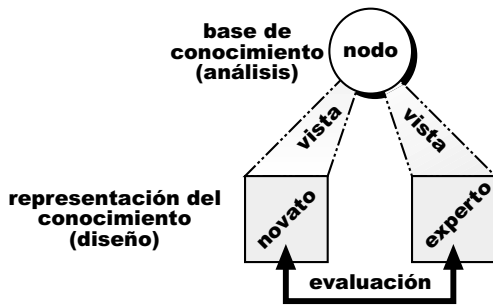 base de
conocimiento
(análisis)
nodo
vista
vista
representación del
conocimiento
(diseño)
novato
experto
evaluación